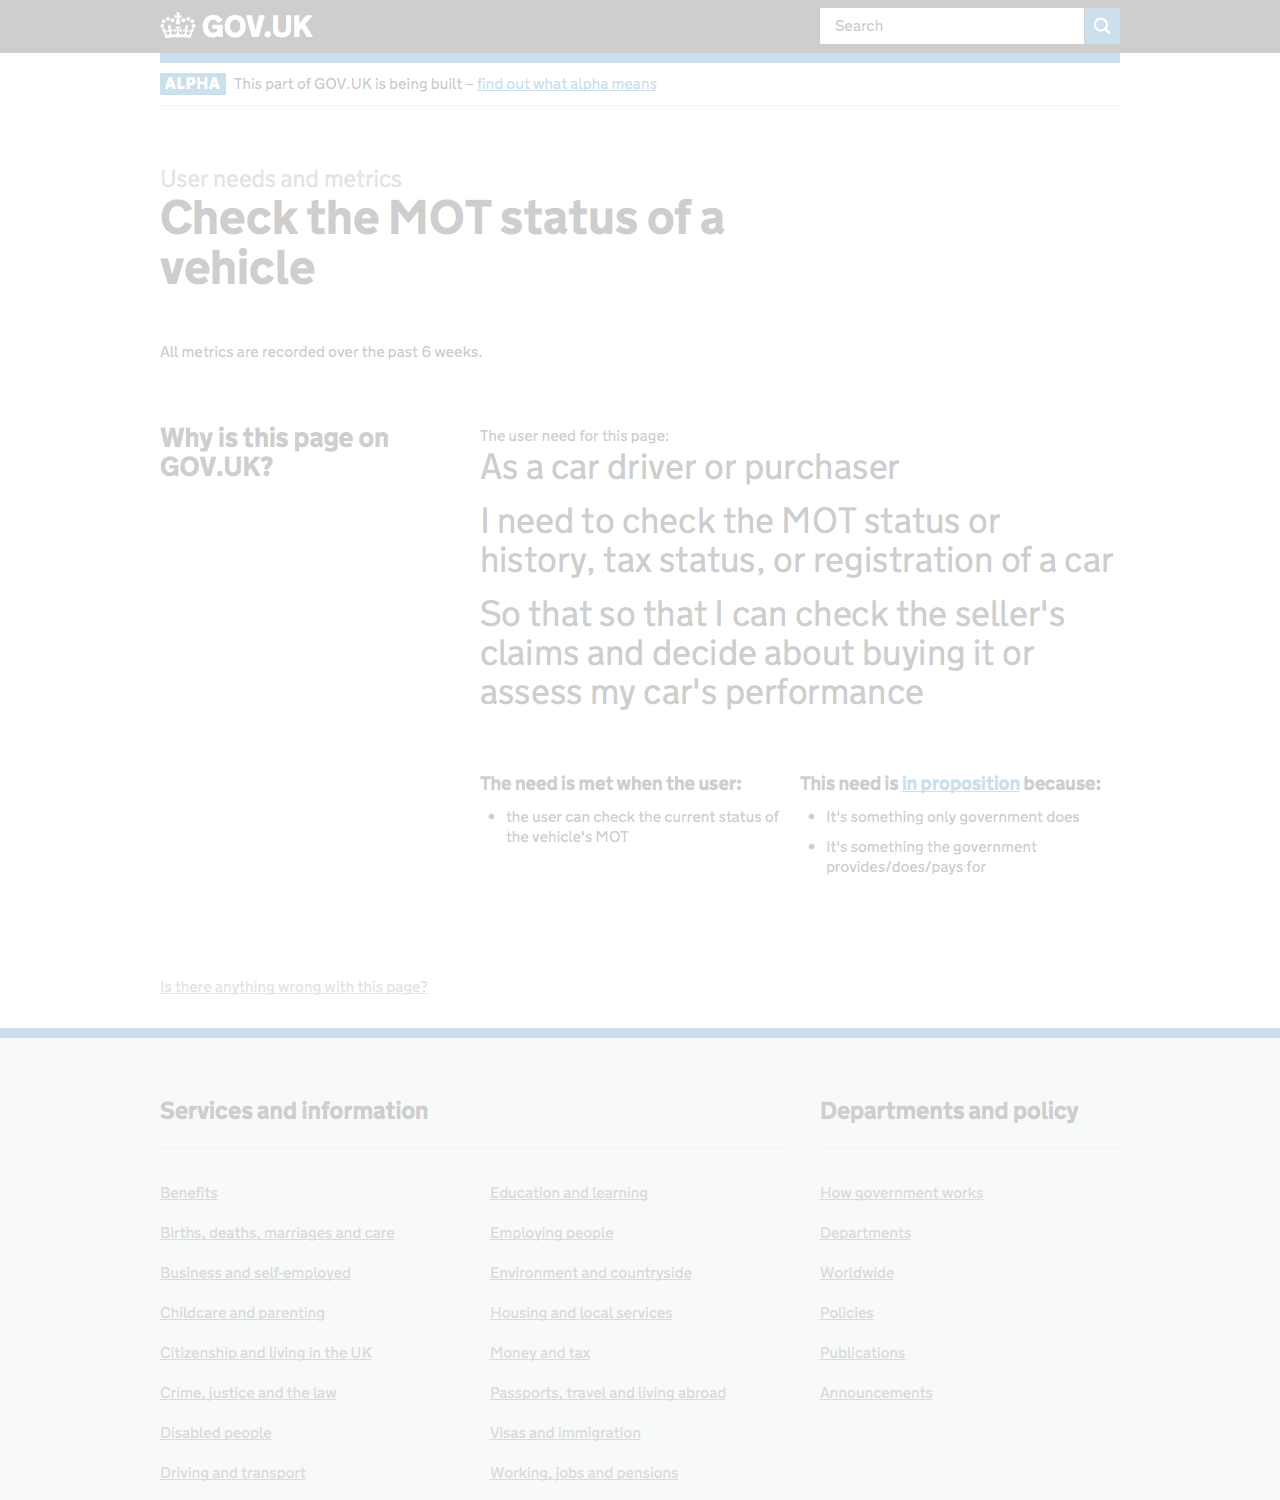 GOV.UK
Search
ALPHA This part of GOV.UK is being built – find out what alpha means
User needs and metrics
Check the MOT status of a
vehicle
All metrics are recorded over the past 6 weeks.
Why is this page on
GOV.UK?
The user need for this page:
As a car driver or purchaser
I need to check the MOT status or
history, tax status, or registration of a car
So that so that I can check the seller's
claims and decide about buying it or
assess my car's performance
The need is met when the user:
• the user can check the current status of
the vehicle's MOT
This need is in proposition because:
• It's something only government does
• It's something the government
provides/does/pays for
Is there anything wrong with this page?
Services and information
Benefits
Births, deaths, marriages and care
Business and self-employed
Childcare and parenting
Citizenship and living in the UK
Crime, justice and the law
Disabled people
Driving and transport
Education and learning
Employing people
Environment and countryside
Housing and local services
Money and tax
Passports, travel and living abroad
Visas and immigration
Working, jobs and pensions
Departments and policy
How government works
Departments
Worldwide
Policies
Publications
Announcements